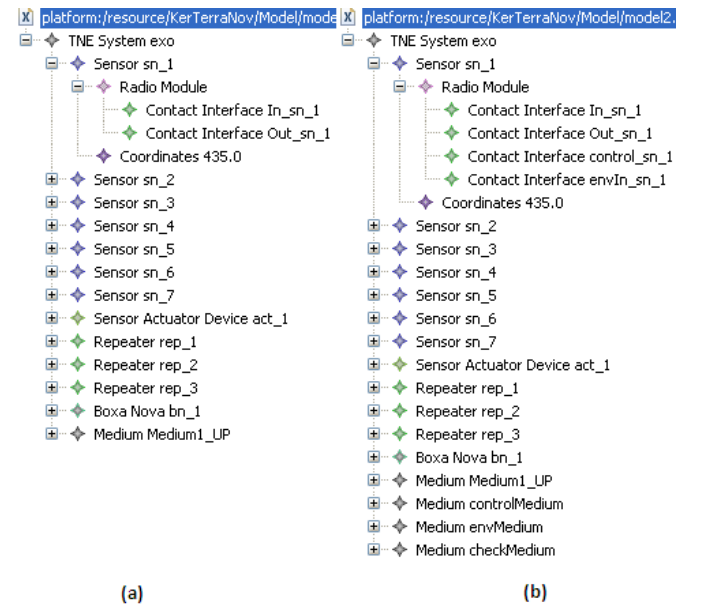 platform:/resource/KerTerraNov/Model/mode
TNE System exo
Sensor sn_1
Radio Module
Contact Interface In_sn_1
Contact Interface Out_sn_1
Coordinates 435.0
Sensor sn_2
Sensor sn_3
Sensor sn_4
Sensor sn_5
Sensor sn_6
Sensor sn_7
Sensor Actuator Device act_1
Repeater rep_1
Repeater rep_2
Repeater rep_3
Boxa Nova bn_1
Medium Medium1_UP
(a)
platform:/resource/KerTerraNov/Model/model2.
TNE System exo
Sensor sn_1
Radio Module
Contact Interface In_sn_1
Contact Interface Out_sn_1
Contact Interface control_sn_1
Contact Interface envIn_sn_1
Coordinates 435.0
Sensor sn_2
Sensor sn_3
Sensor sn_4
Sensor sn_5
Sensor sn_6
Sensor sn_7
Sensor Actuator Device act_1
Repeater rep_1
Repeater rep_2
Repeater rep_3
Boxa Nova bn_1
Medium Medium1_UP
Medium controlMedium
Medium envMedium
Medium checkMedium
(b)